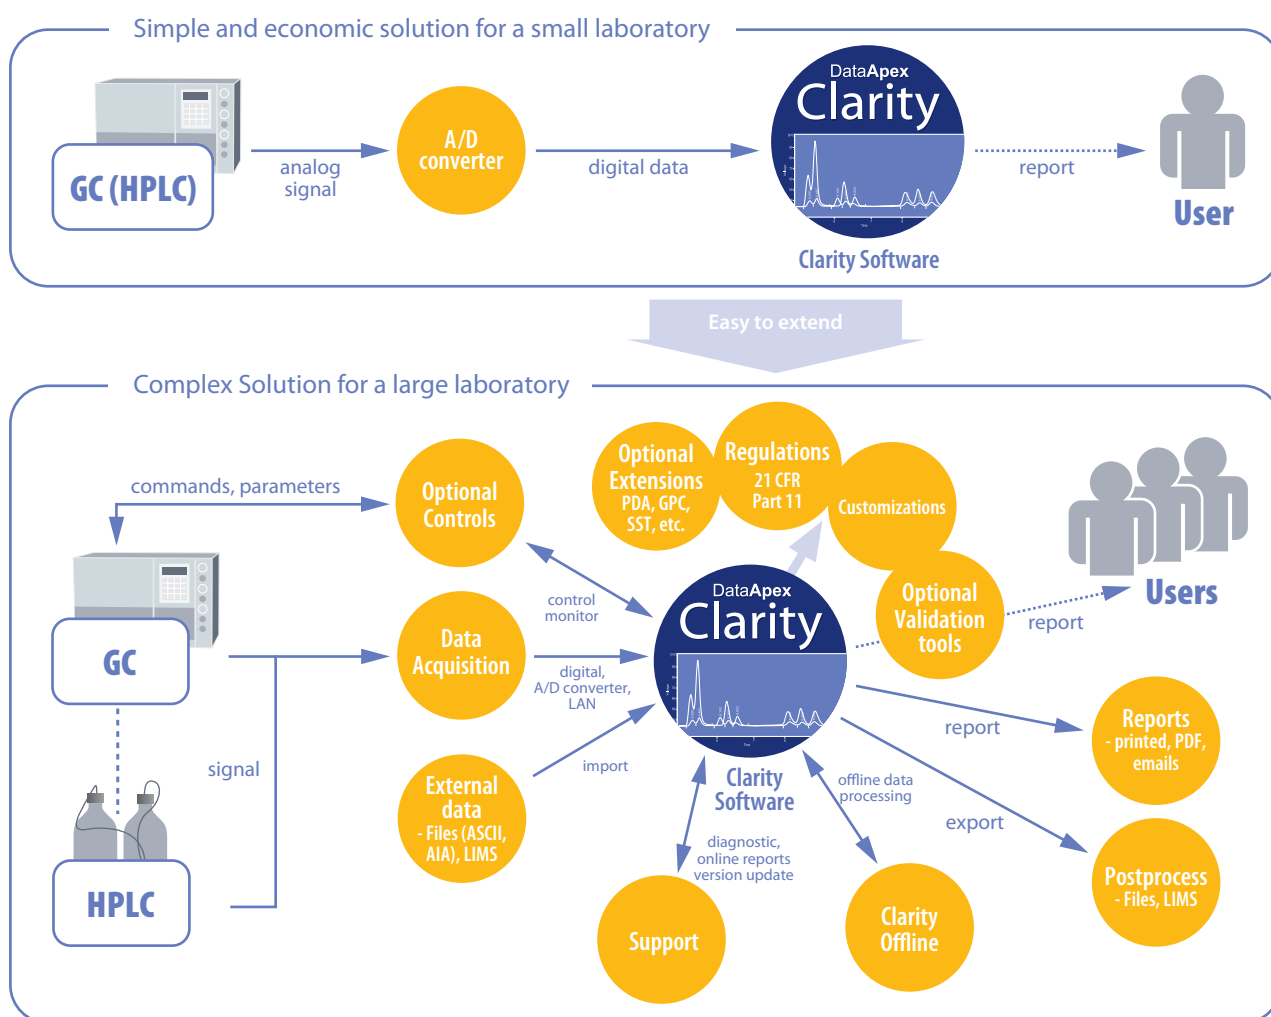 Simple and economic solution for a small laboratory
GC (HPLC)
analog
signal
A/D
converter
digital data
DataApex
Clarity
Clarity Software
report
User
Easy to extend
Complex Solution for a large laboratory
commands, parameters
Optional
Controls
Optional
Extensions
PDA, GPC,
SST, etc.
Regulations
21 CFR
Part 11
Customizations
Optional
Validation
tools
Users
report
control
monitor
DataApex
Clarity
Clarity
Software
GC
Data
Acquisition
digital,
A/D converter,
LAN
signal
External
data
- Files (ASCII,
AIA), LIMS
import
HPLC
report
Reports
- printed, PDF,
emails
export
Postprocess
- Files, LIMS
offline data
processing
Clarity
Offline
diagnostic,
online reports
version update
Support